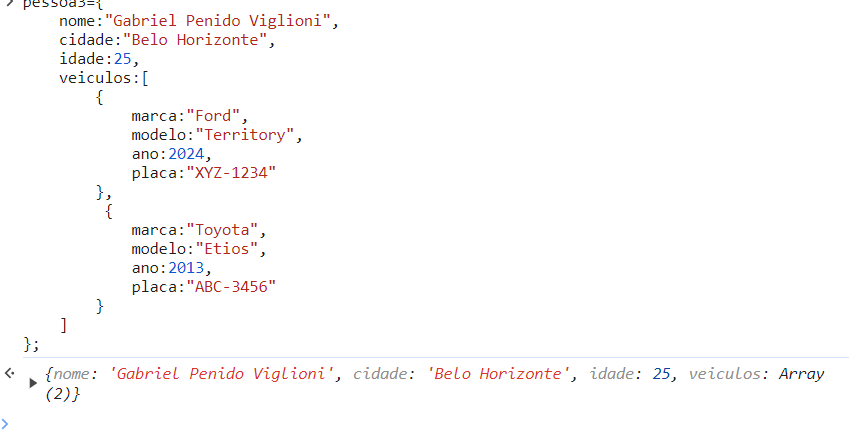 pessoa3={
nome:"Gabriel Penido Viglioni",
cidade:"Belo Horizonte",
idade:25,
veiculos:[
{
marca:"Ford",
modelo:"Territory",
ano:2024,
placa:"XYZ-1234"
},
{
marca:"Toyota",
modelo:"Etios",
ano:2013,
placa:"ABC-3456"
}
]
};
{nome: 'Gabriel Penido Viglioni', cidade: 'Belo Horizonte', idade: 25, veiculos: Array
(2)}